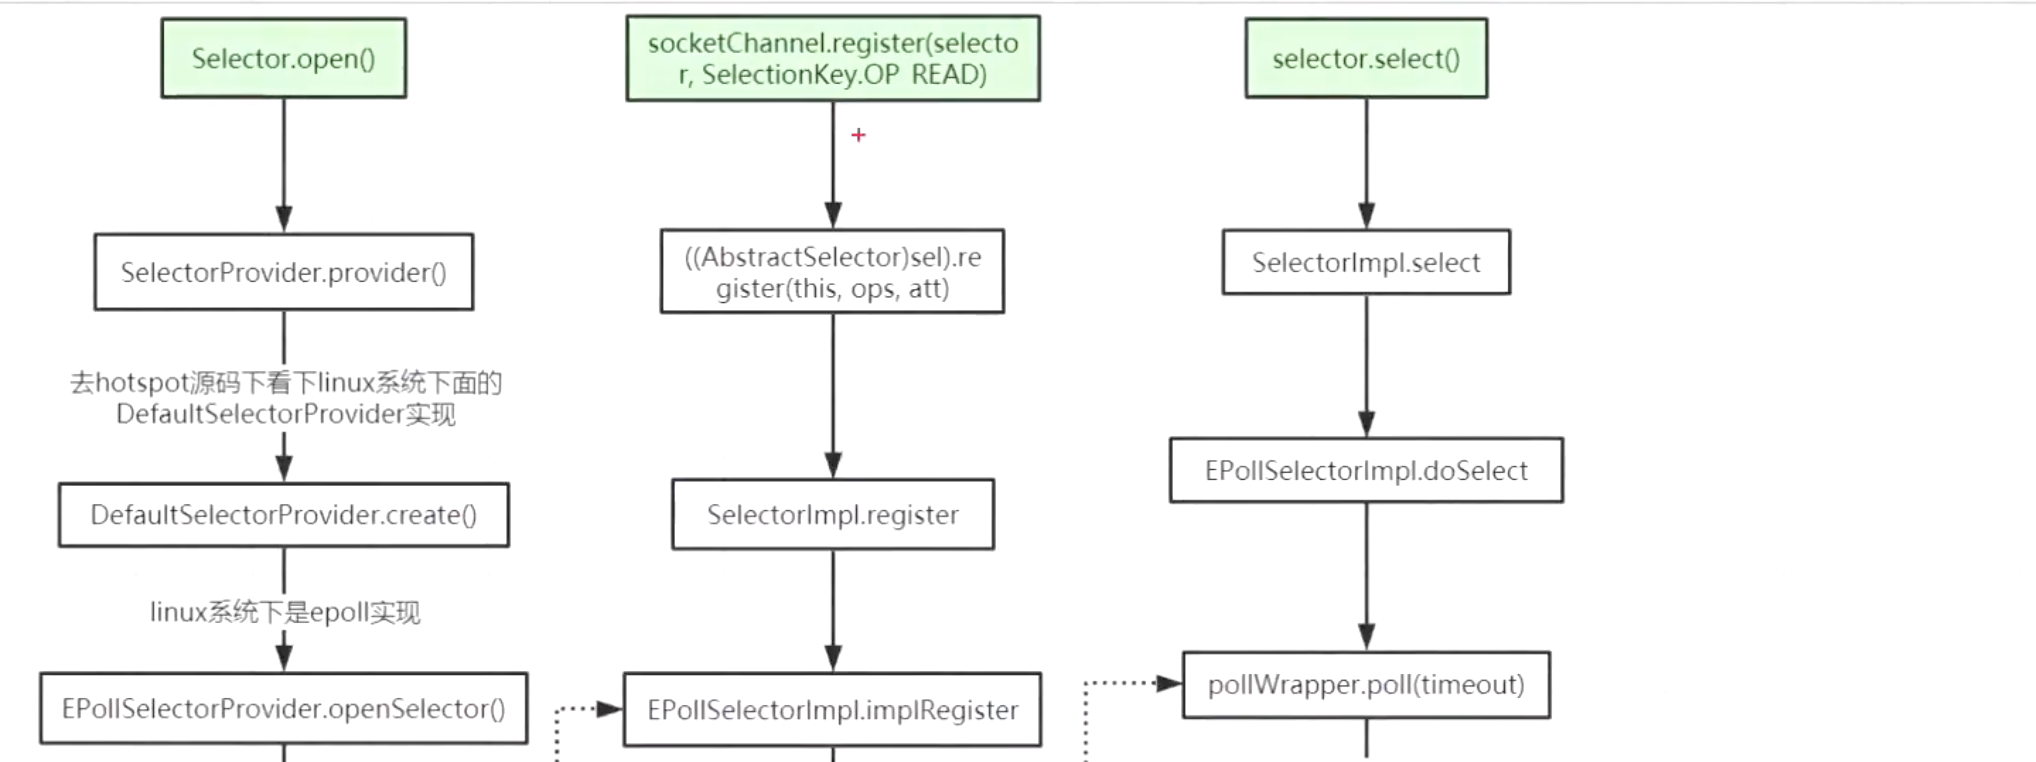 Selector.open()
SelectorProvider.provider()
去hotspot源码下看下linux系统下面的
DefaultSelectorProvider实现
DefaultSelectorProvider.create()
linux系统下是epoll实现
EPollSelectorProvider.openSelector()
socketChannel.register(selecto
r, SelectionKey.OP_READ)
((AbstractSelector)sel).re
gister(this, ops, att)
SelectorImpl.register
EPollSelectorImpl.implRegister
selector.select()
SelectorImpl.select
EPollSelectorImpl.doSelect
pollWrapper.poll(timeout)